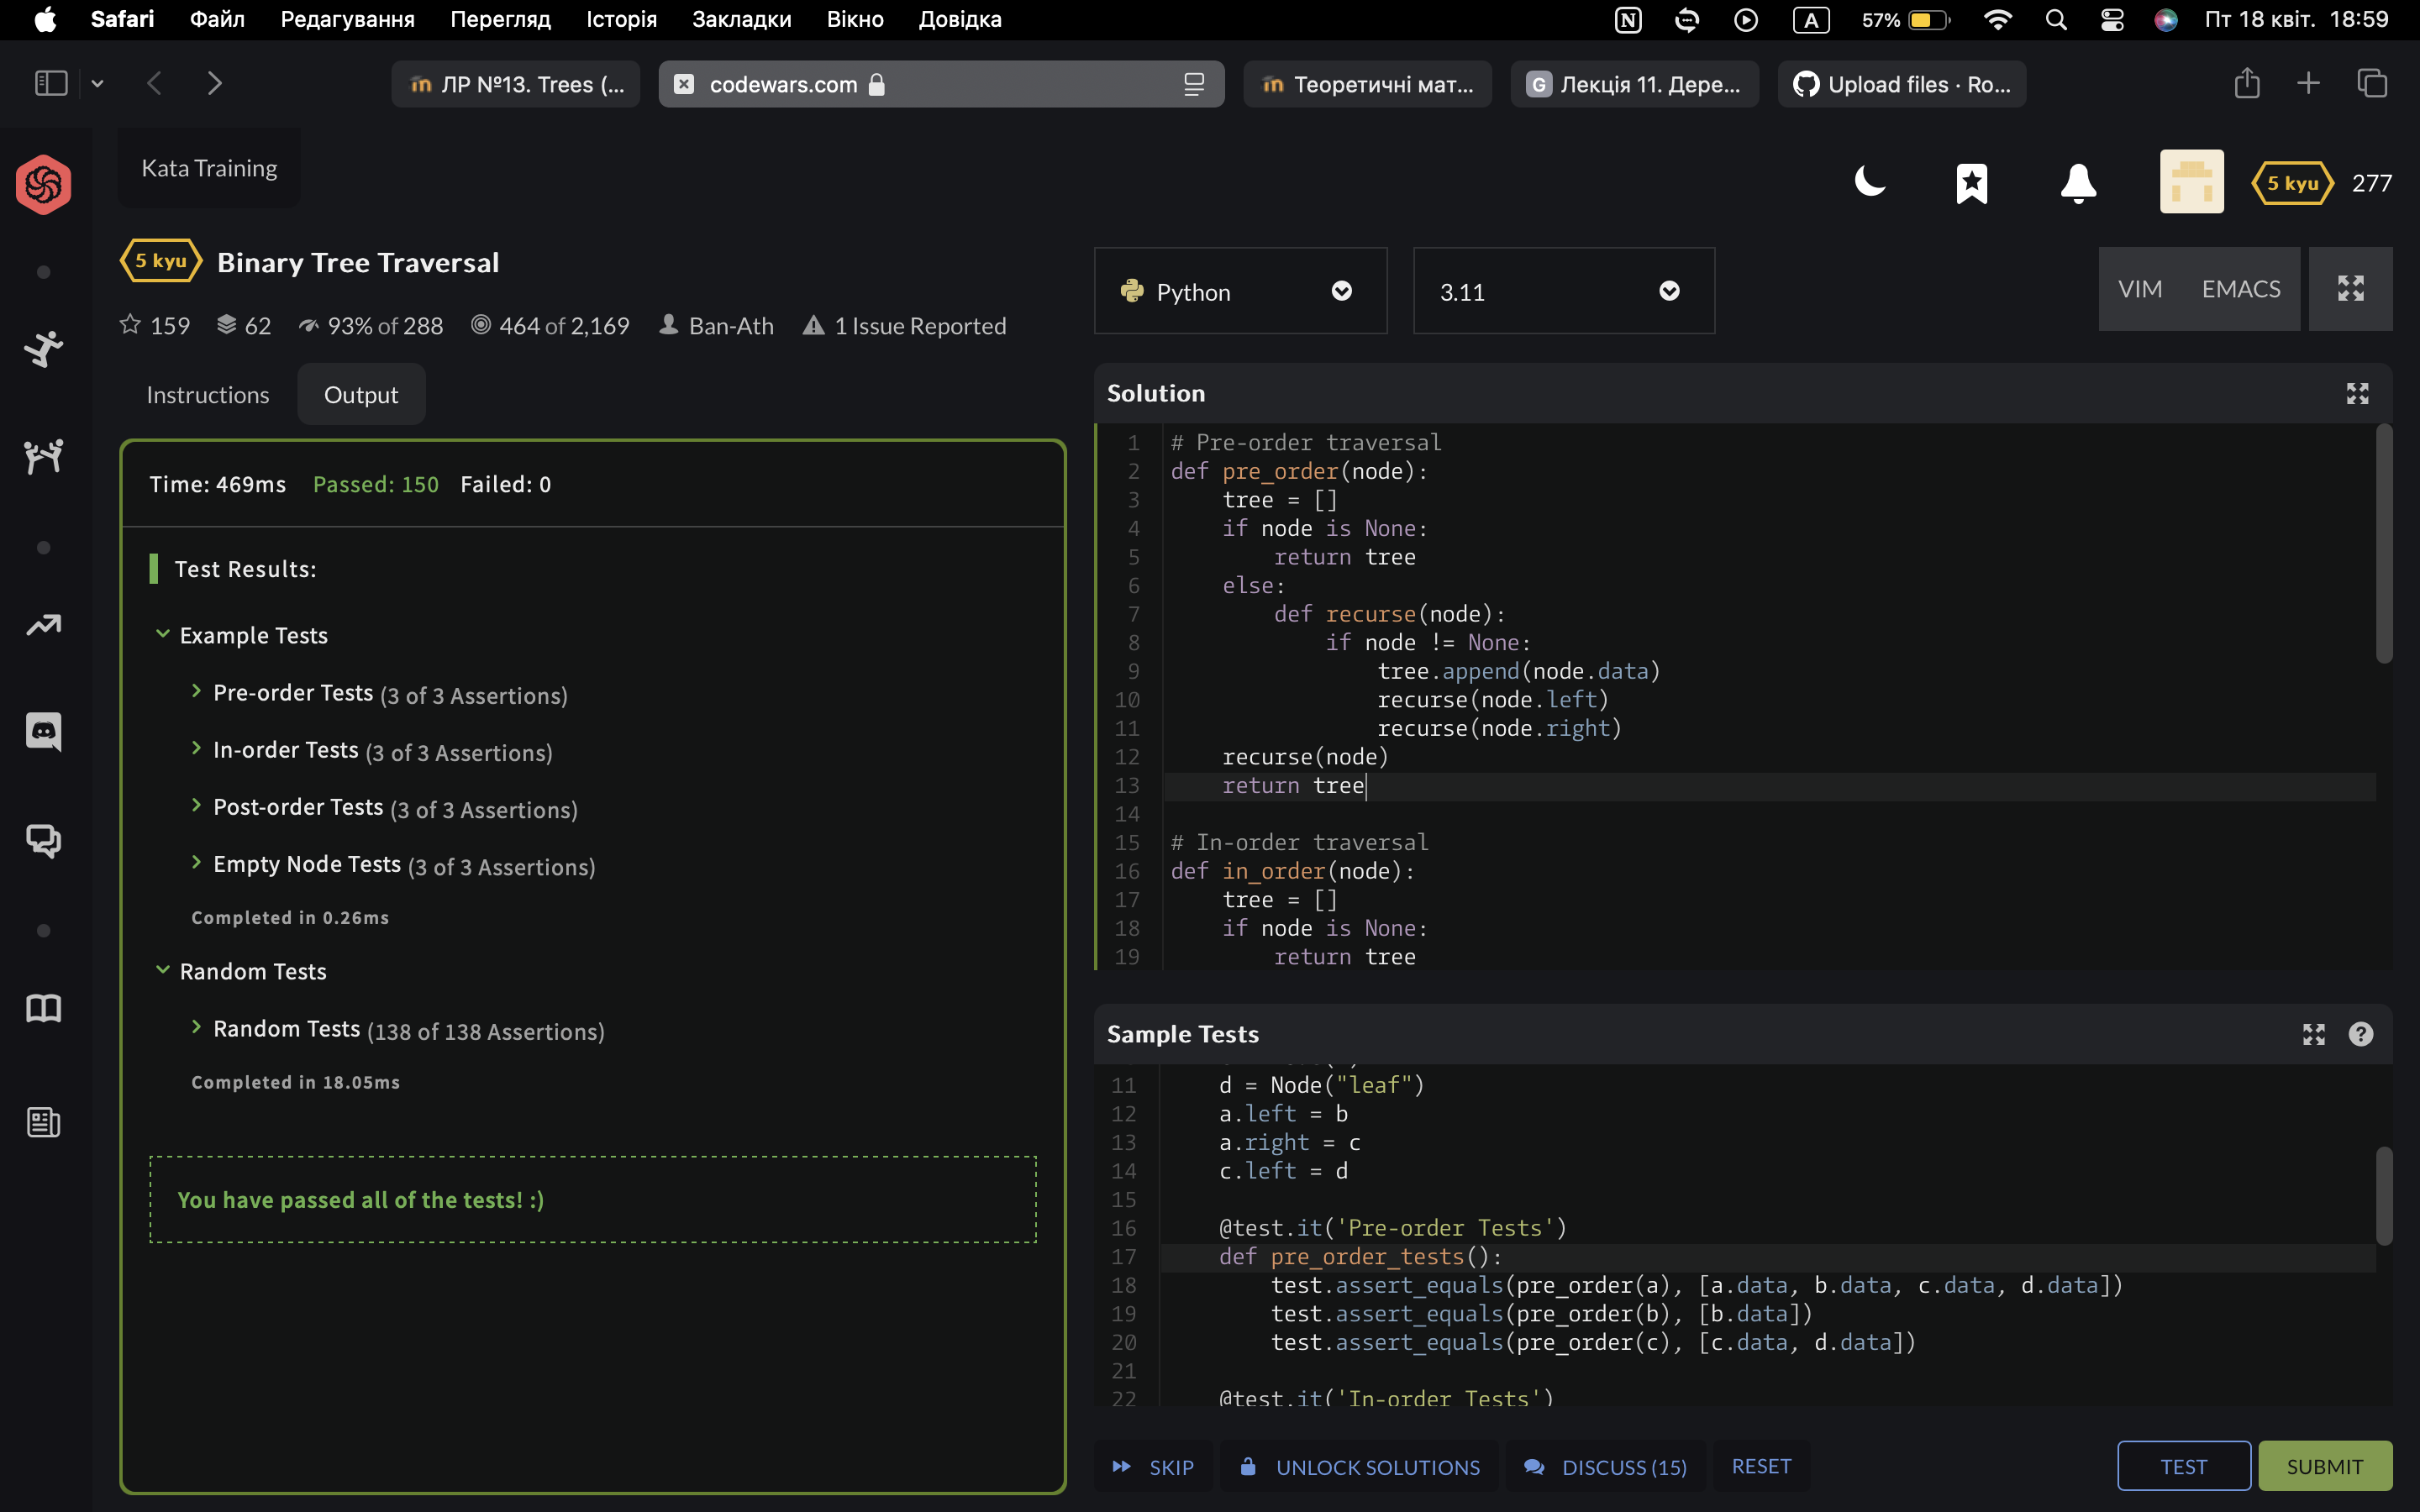 Safari Файл Редагування Перегляд Історія Закладки Вікно Довідка
A 57% Пт 18 квіт. 18:59
ЛР №13. Trees (... codewars.com Теоретичні мат... G Лекція 11. Дере... Upload files · Ro...
Kata Training
5 kyu 277
5 kyu Binary Tree Traversal
159 62 93% of 288 464 of 2,169 Ban-Ath 1 Issue Reported
Instructions Output
Time: 469ms Passed: 150 Failed: 0
Test Results:
Example Tests
Pre-order Tests (3 of 3 Assertions)
In-order Tests (3 of 3 Assertions)
Post-order Tests (3 of 3 Assertions)
Empty Node Tests (3 of 3 Assertions)
Completed in 0.26ms
Random Tests
Random Tests (138 of 138 Assertions)
Completed in 18.05ms
You have passed all of the tests! :)
Python 3.11 VIM EMACS
Solution
1 # Pre-order traversal
2 def pre_order(node):
3 tree = []
4 if node is None:
5 return tree
6 else:
7 def recurse(node):
8 if node != None:
9 tree.append(node.data)
10 recurse(node.left)
11 recurse(node.right)
12 recurse(node)
13 return tree
14
15 # In-order traversal
16 def in_order(node):
17 tree = []
18 if node is None:
19 return tree
Sample Tests
11 d = Node("leaf")
12 a.left = b
13 a.right = c
14 c.left = d
15
16 @test.it('Pre-order Tests')
17 def pre_order_tests():
18 test.assert_equals(pre_order(a), [a.data, b.data, c.data, d.data])
19 test.assert_equals(pre_order(b), [b.data])
20 test.assert_equals(pre_order(c), [c.data, d.data])
21
22 @test.it('In-order Tests')
SKIP UNLOCK SOLUTIONS DISCUSS (15) RESET TEST SUBMIT